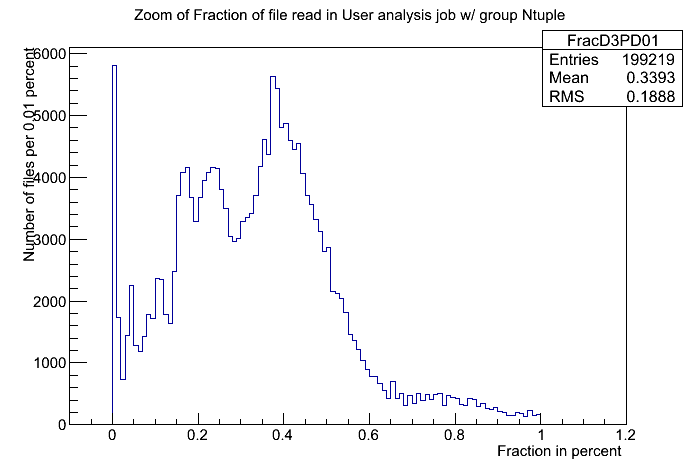 Zoom of Fraction of file read in User analysis job w/ group Ntuple
FracD3PD01
Entries 199219
Mean 0.3393
RMS 0.1888
Number of files per 0.01 percent
6000
5000
4000
3000
2000
1000
0
0 0.2 0.4 0.6 0.8 1 1.2
Fraction in percent